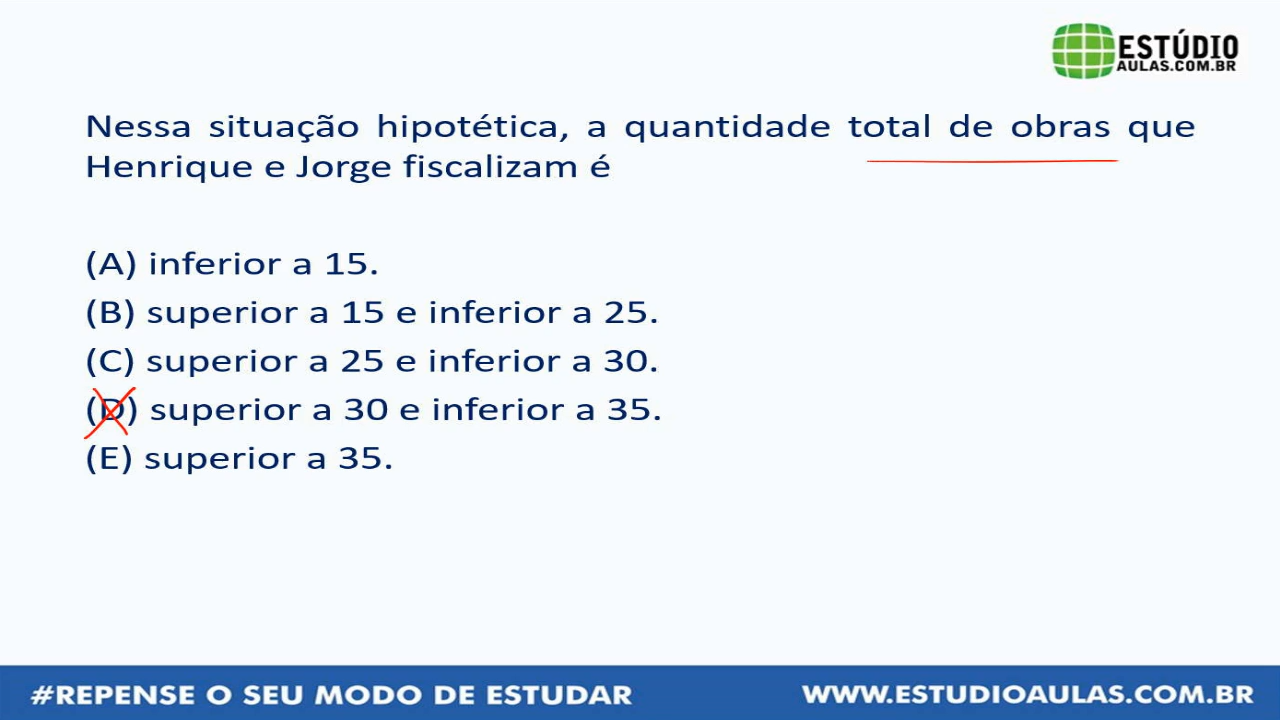 ESTÚDIO
AULAS.COM.BR
Nessa situação hipotética, a quantidade total de obras que
Henrique e Jorge fiscalizam é
(A) inferior a 15.
(B) superior a 15 e inferior a 25.
(C) superior a 25 e inferior a 30.
(D) superior a 30 e inferior a 35.
(E) superior a 35.
#REPENSE O SEU MODO DE ESTUDAR
WWW.ESTUDIOAULAS.COM.BR